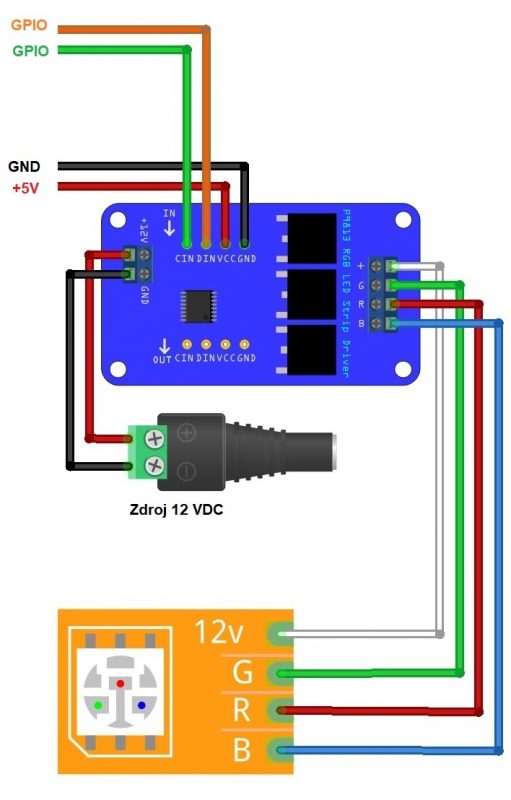 GPIO
GPIO
GND
+5V
IN
CIN DIN VCC GND
+12V
GND
P9813 RGB LED Strip Driver
+
G
R
B
OUT
CIN DIN VCC GND
+
−
Zdroj 12 VDC
12v
G
R
B